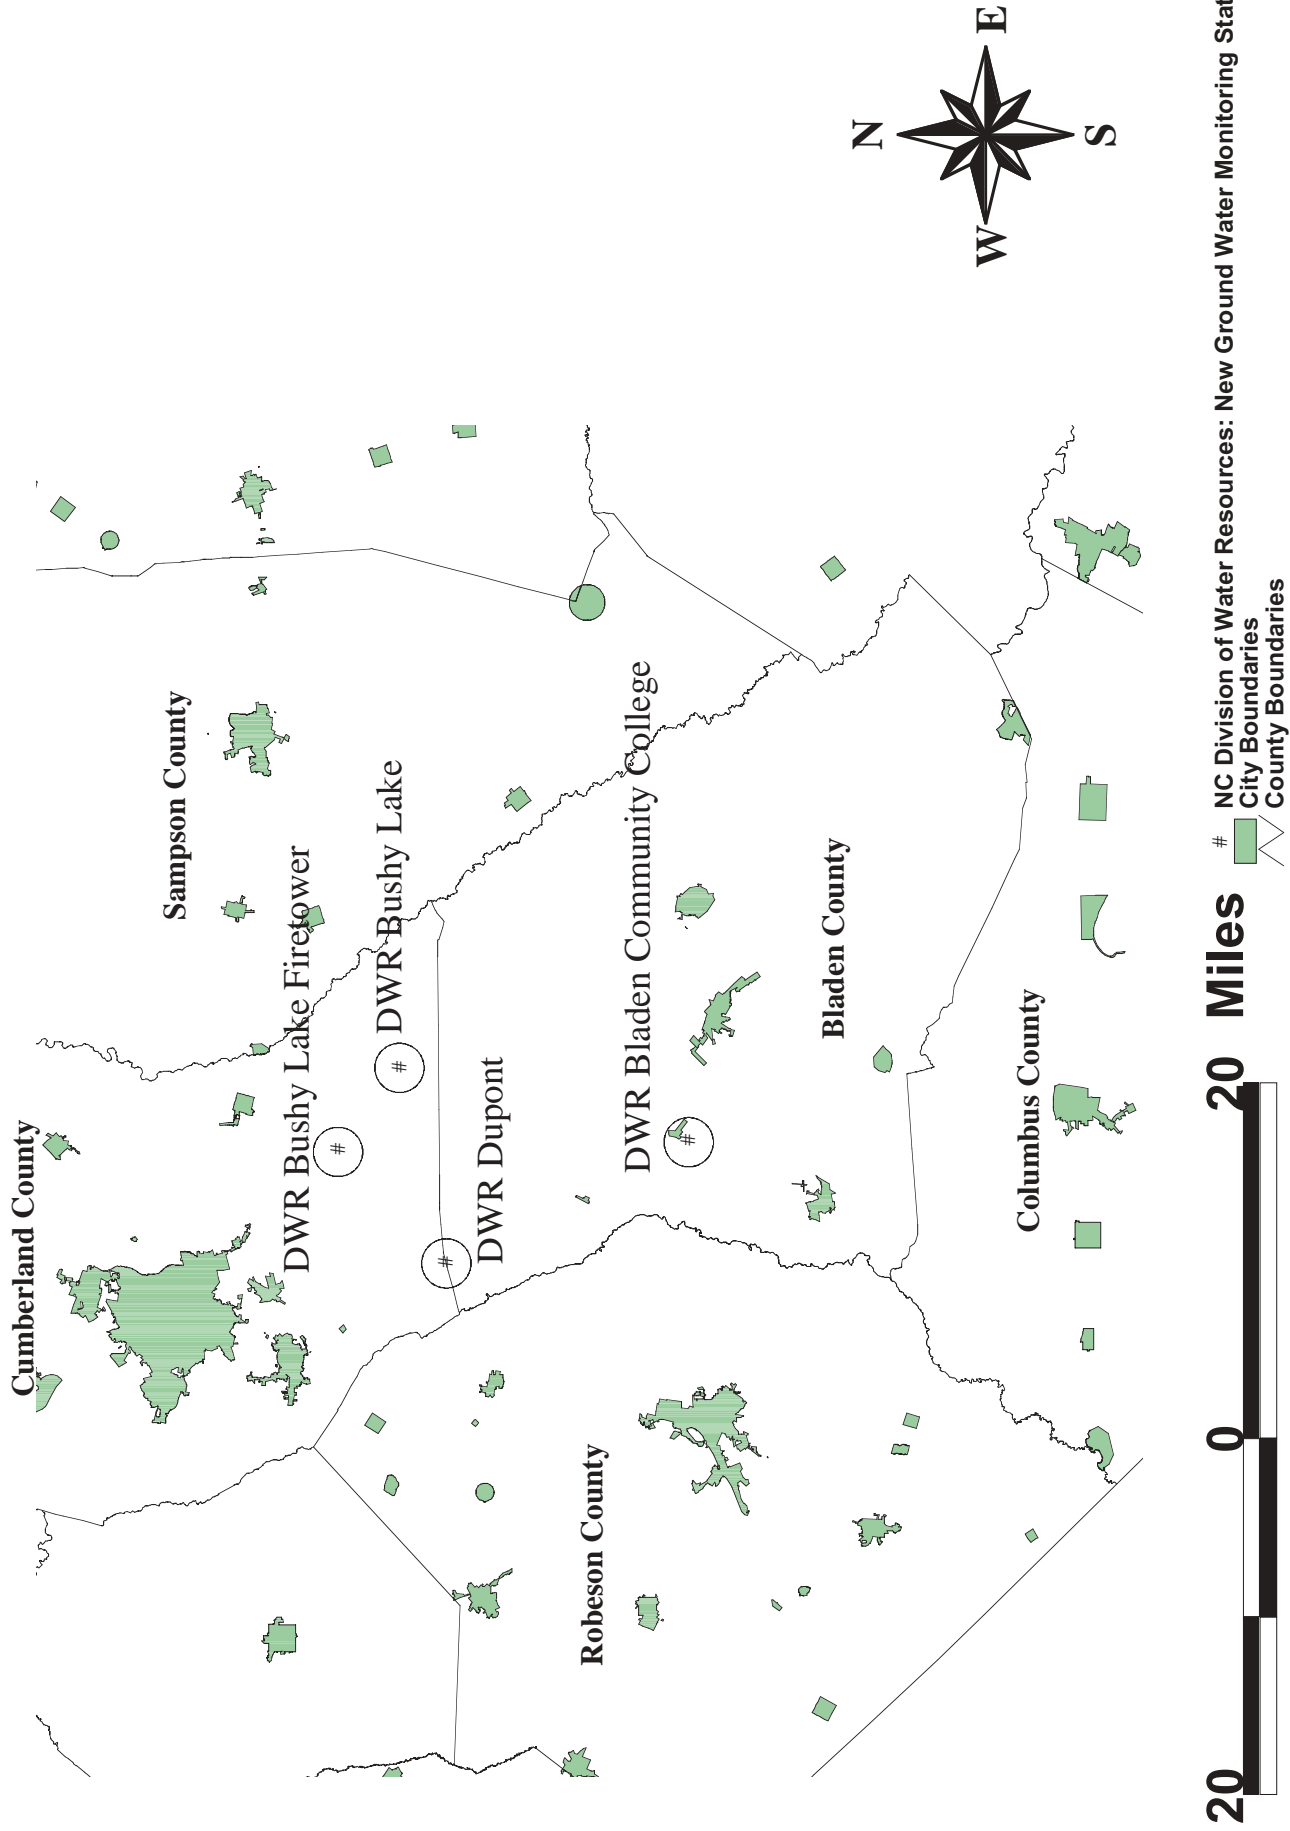 Cumberland County
Sampson County
DWR Bushy Lake Firetower
#
DWR Bushy Lake
#
DWR Dupont
#
DWR Bladen Community College
#
Robeson County
Bladen County
Columbus County
N
W
E
S
20
0
20
Miles
# NC Division of Water Resources: New Ground Water Monitoring Stat
City Boundaries
County Boundaries